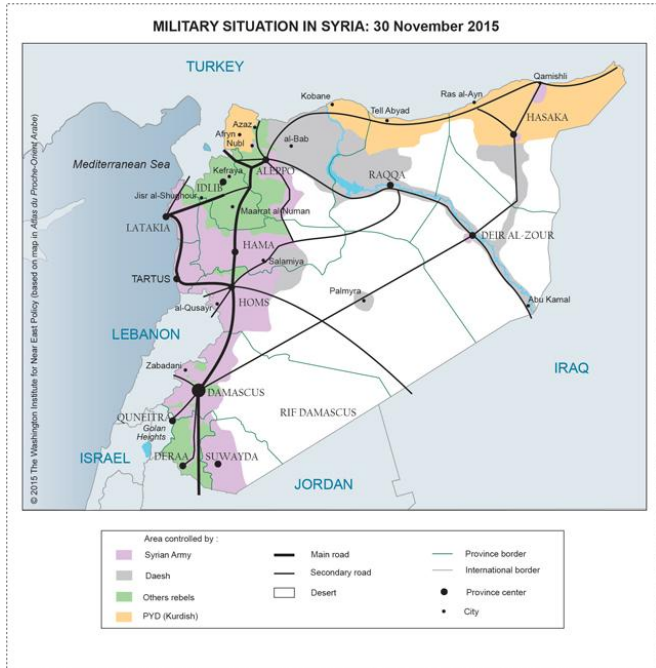 MILITARY SITUATION IN SYRIA: 30 November 2015
TURKEY
Kobane
Ras al-Ayn
Qamishli
Tell Abyad
HASAKA
Azaz
Afryn
Nubl
al-Bab
Mediterranean Sea
ALEPPO
Kefraya
IDLIB
RAQQA
Jisr al-Shughour
Maarrat al-Numan
LATAKIA
DEIR AL-ZOUR
HAMA
Salamiya
TARTUS
Palmyra
HOMS
al-Qusayr
Abu Kamal
LEBANON
IRAQ
Zabadani
DAMASCUS
QUNEITRA
RIF DAMASCUS
Golan
Heights
ISRAEL
DERAA
SUWAYDA
JORDAN
© 2015 The Washington Institute for Near East Policy (based on map in Atlas du Proche-Orient Arabe)
Area controlled by :
Syrian Army
Daesh
Others rebels
PYD (Kurdish)
Main road
Secondary road
Desert
Province border
International border
Province center
City